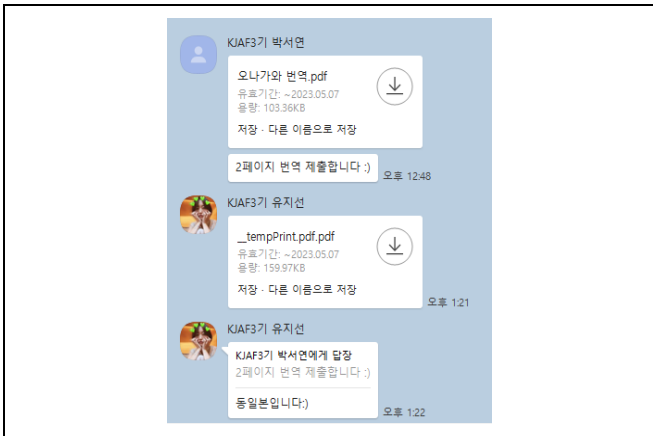 KJAF3기 박서연
오나가와 번역.pdf
유효기간: ~2023.05.07
용량: 103.36KB
저장 · 다른 이름으로 저장
2페이지 번역 제출합니다 :)
오후 12:48
KJAF3기 유지선
__tempPrint.pdf.pdf
유효기간: ~2023.05.07
용량: 159.97KB
저장 · 다른 이름으로 저장
오후 1:21
KJAF3기 유지선
KJAF3기 박서연에게 답장
2페이지 번역 제출합니다 :)
동일본입니다:)
오후 1:22